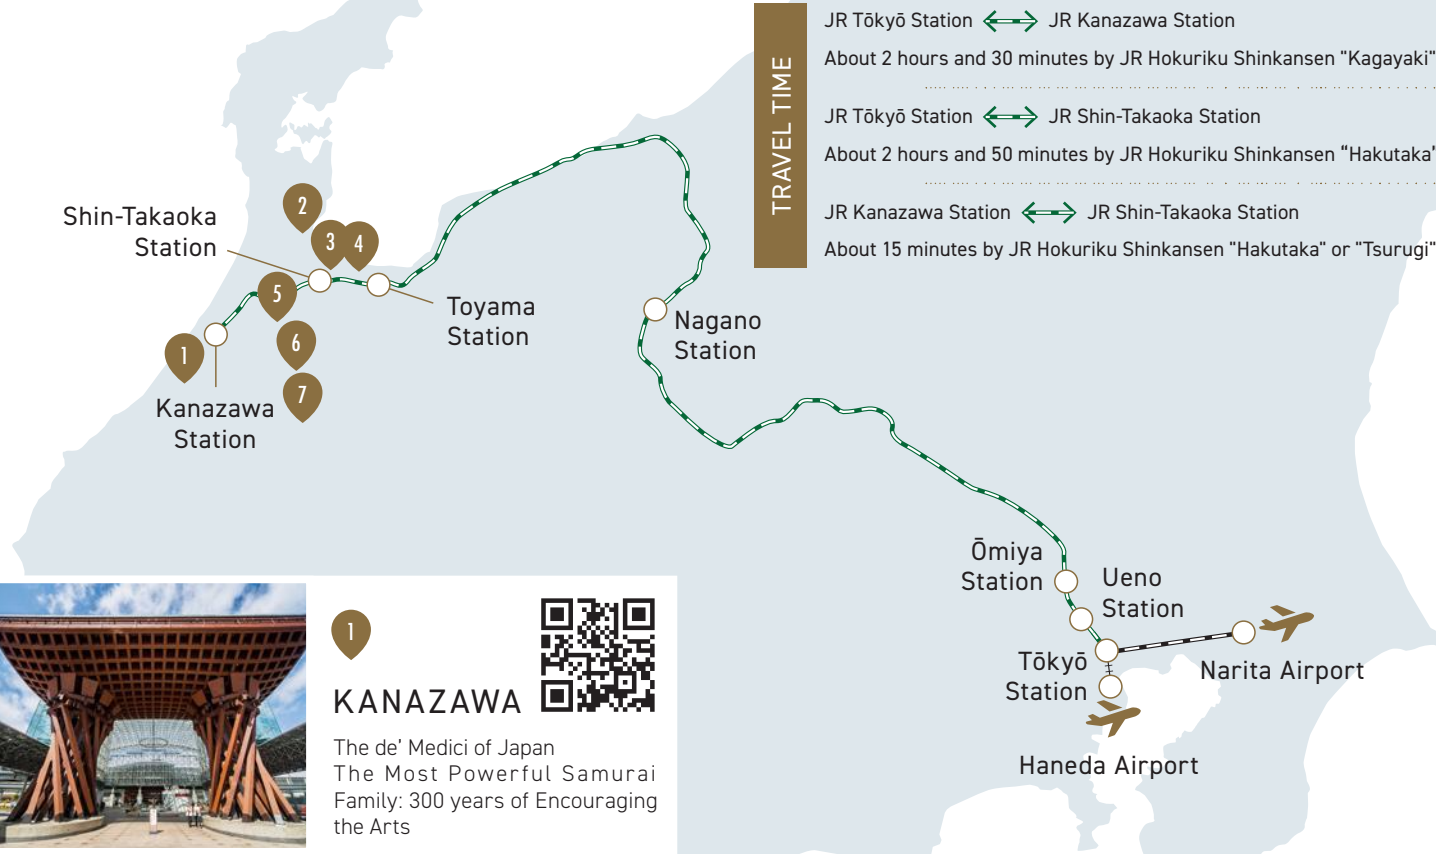 TRAVEL TIME
JR Tōkyō Station JR Kanazawa Station
About 2 hours and 30 minutes by JR Hokuriku Shinkansen "Kagayaki"
JR Tōkyō Station JR Shin-Takaoka Station
About 2 hours and 50 minutes by JR Hokuriku Shinkansen “Hakutaka"
JR Kanazawa Station JR Shin-Takaoka Station
About 15 minutes by JR Hokuriku Shinkansen "Hakutaka" or "Tsurugi"
2
3
4
Shin-Takaoka
Station
5
Toyama
Station
Nagano
Station
1
6
7
Kanazawa
Station
Ōmiya
Station
Ueno
Station
Tōkyō
Station
Narita Airport
Haneda Airport
1
KANAZAWA
The de’ Medici of Japan
The Most Powerful Samurai
Family: 300 years of Encouraging
the Arts